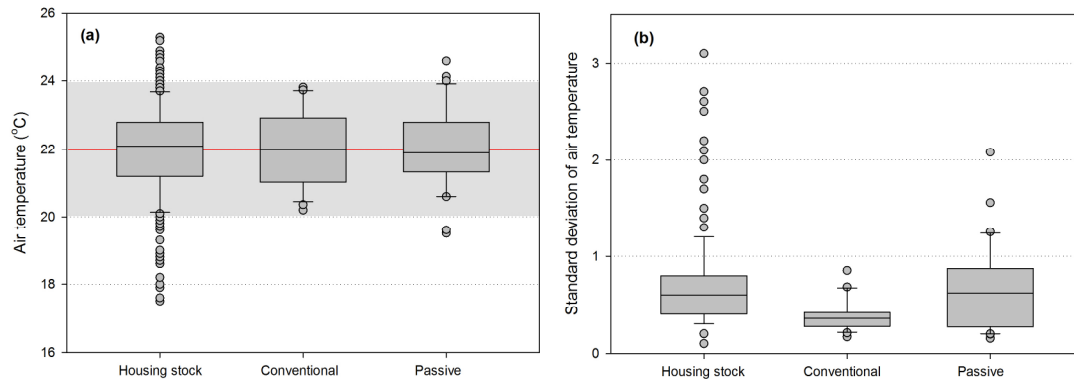 (a)
Air :emperature (°C)
26
24
22
20
18
16
Housing stock Conventional Passive
(b)
Standard deviation of air temperature
3
2
1
0
Housing stock Conventional Passive